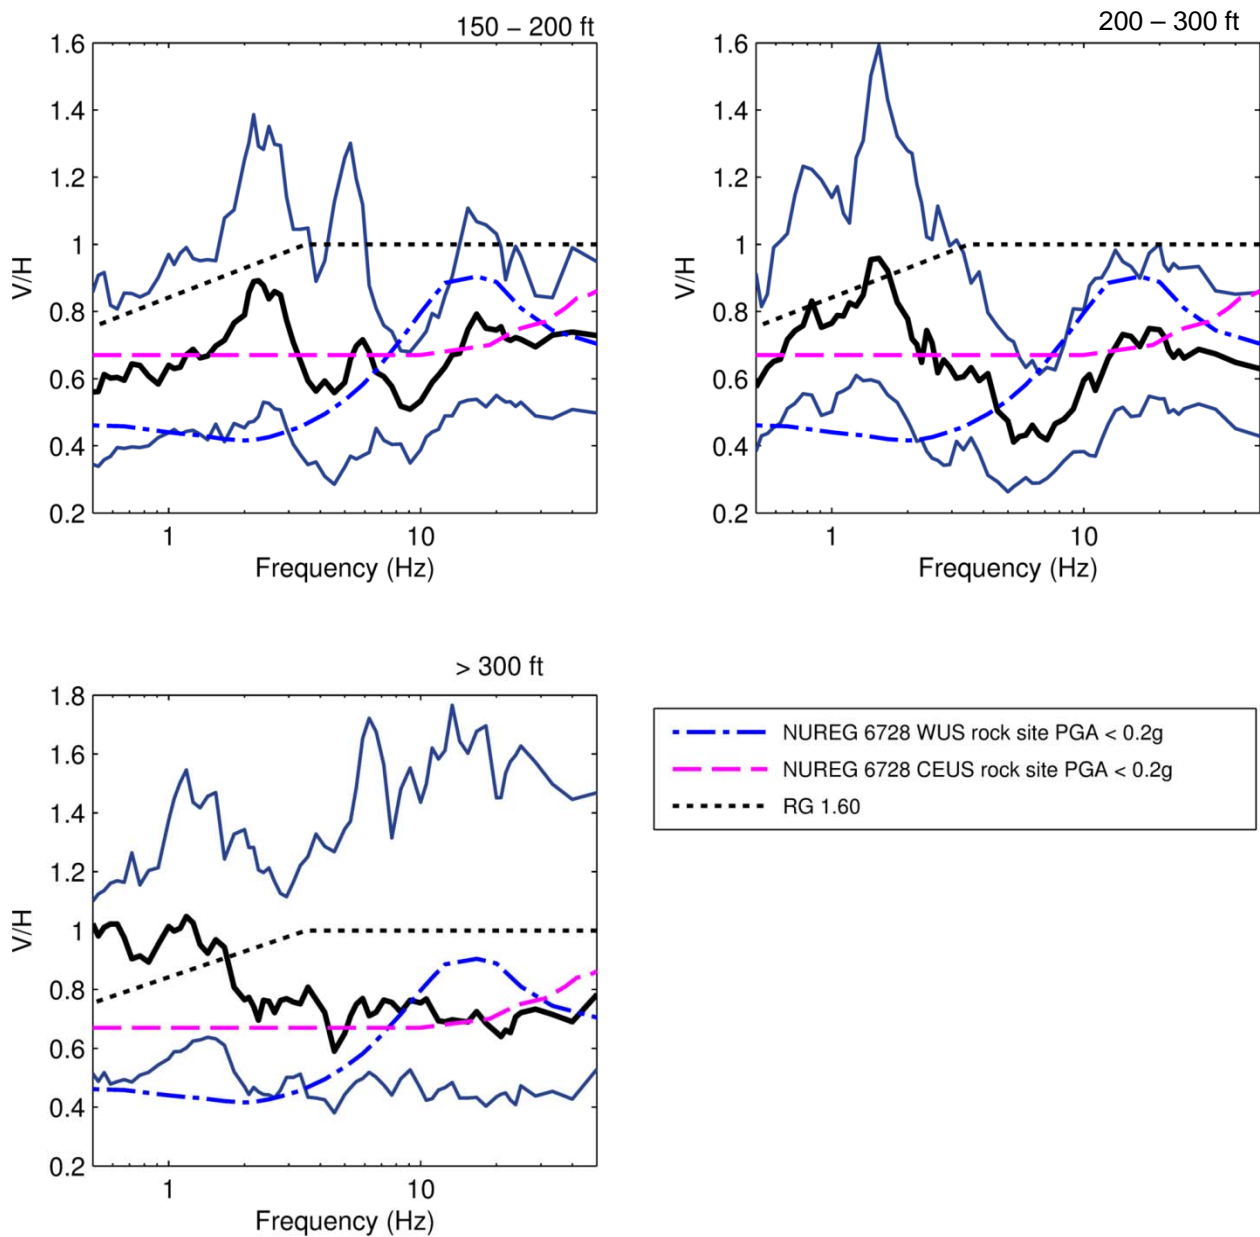 150 – 200 ft
1.6
1.4
1.2
1
0.8
0.6
0.4
0.2
V/H
1
10
Frequency (Hz)
200 – 300 ft
1.6
1.4
1.2
1
0.8
0.6
0.4
0.2
V/H
1
10
Frequency (Hz)
> 300 ft
1.8
1.6
1.4
1.2
1
0.8
0.6
0.4
0.2
V/H
1
10
Frequency (Hz)
NUREG 6728 WUS rock site PGA < 0.2g
NUREG 6728 CEUS rock site PGA < 0.2g
RG 1.60